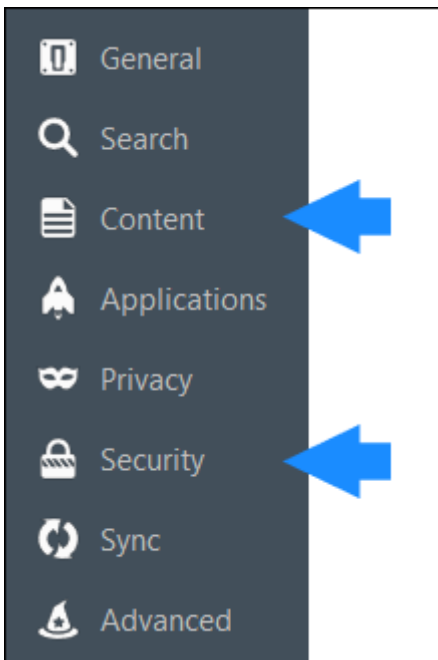 General
Search
Content
Applications
Privacy
Security
Sync
Advanced